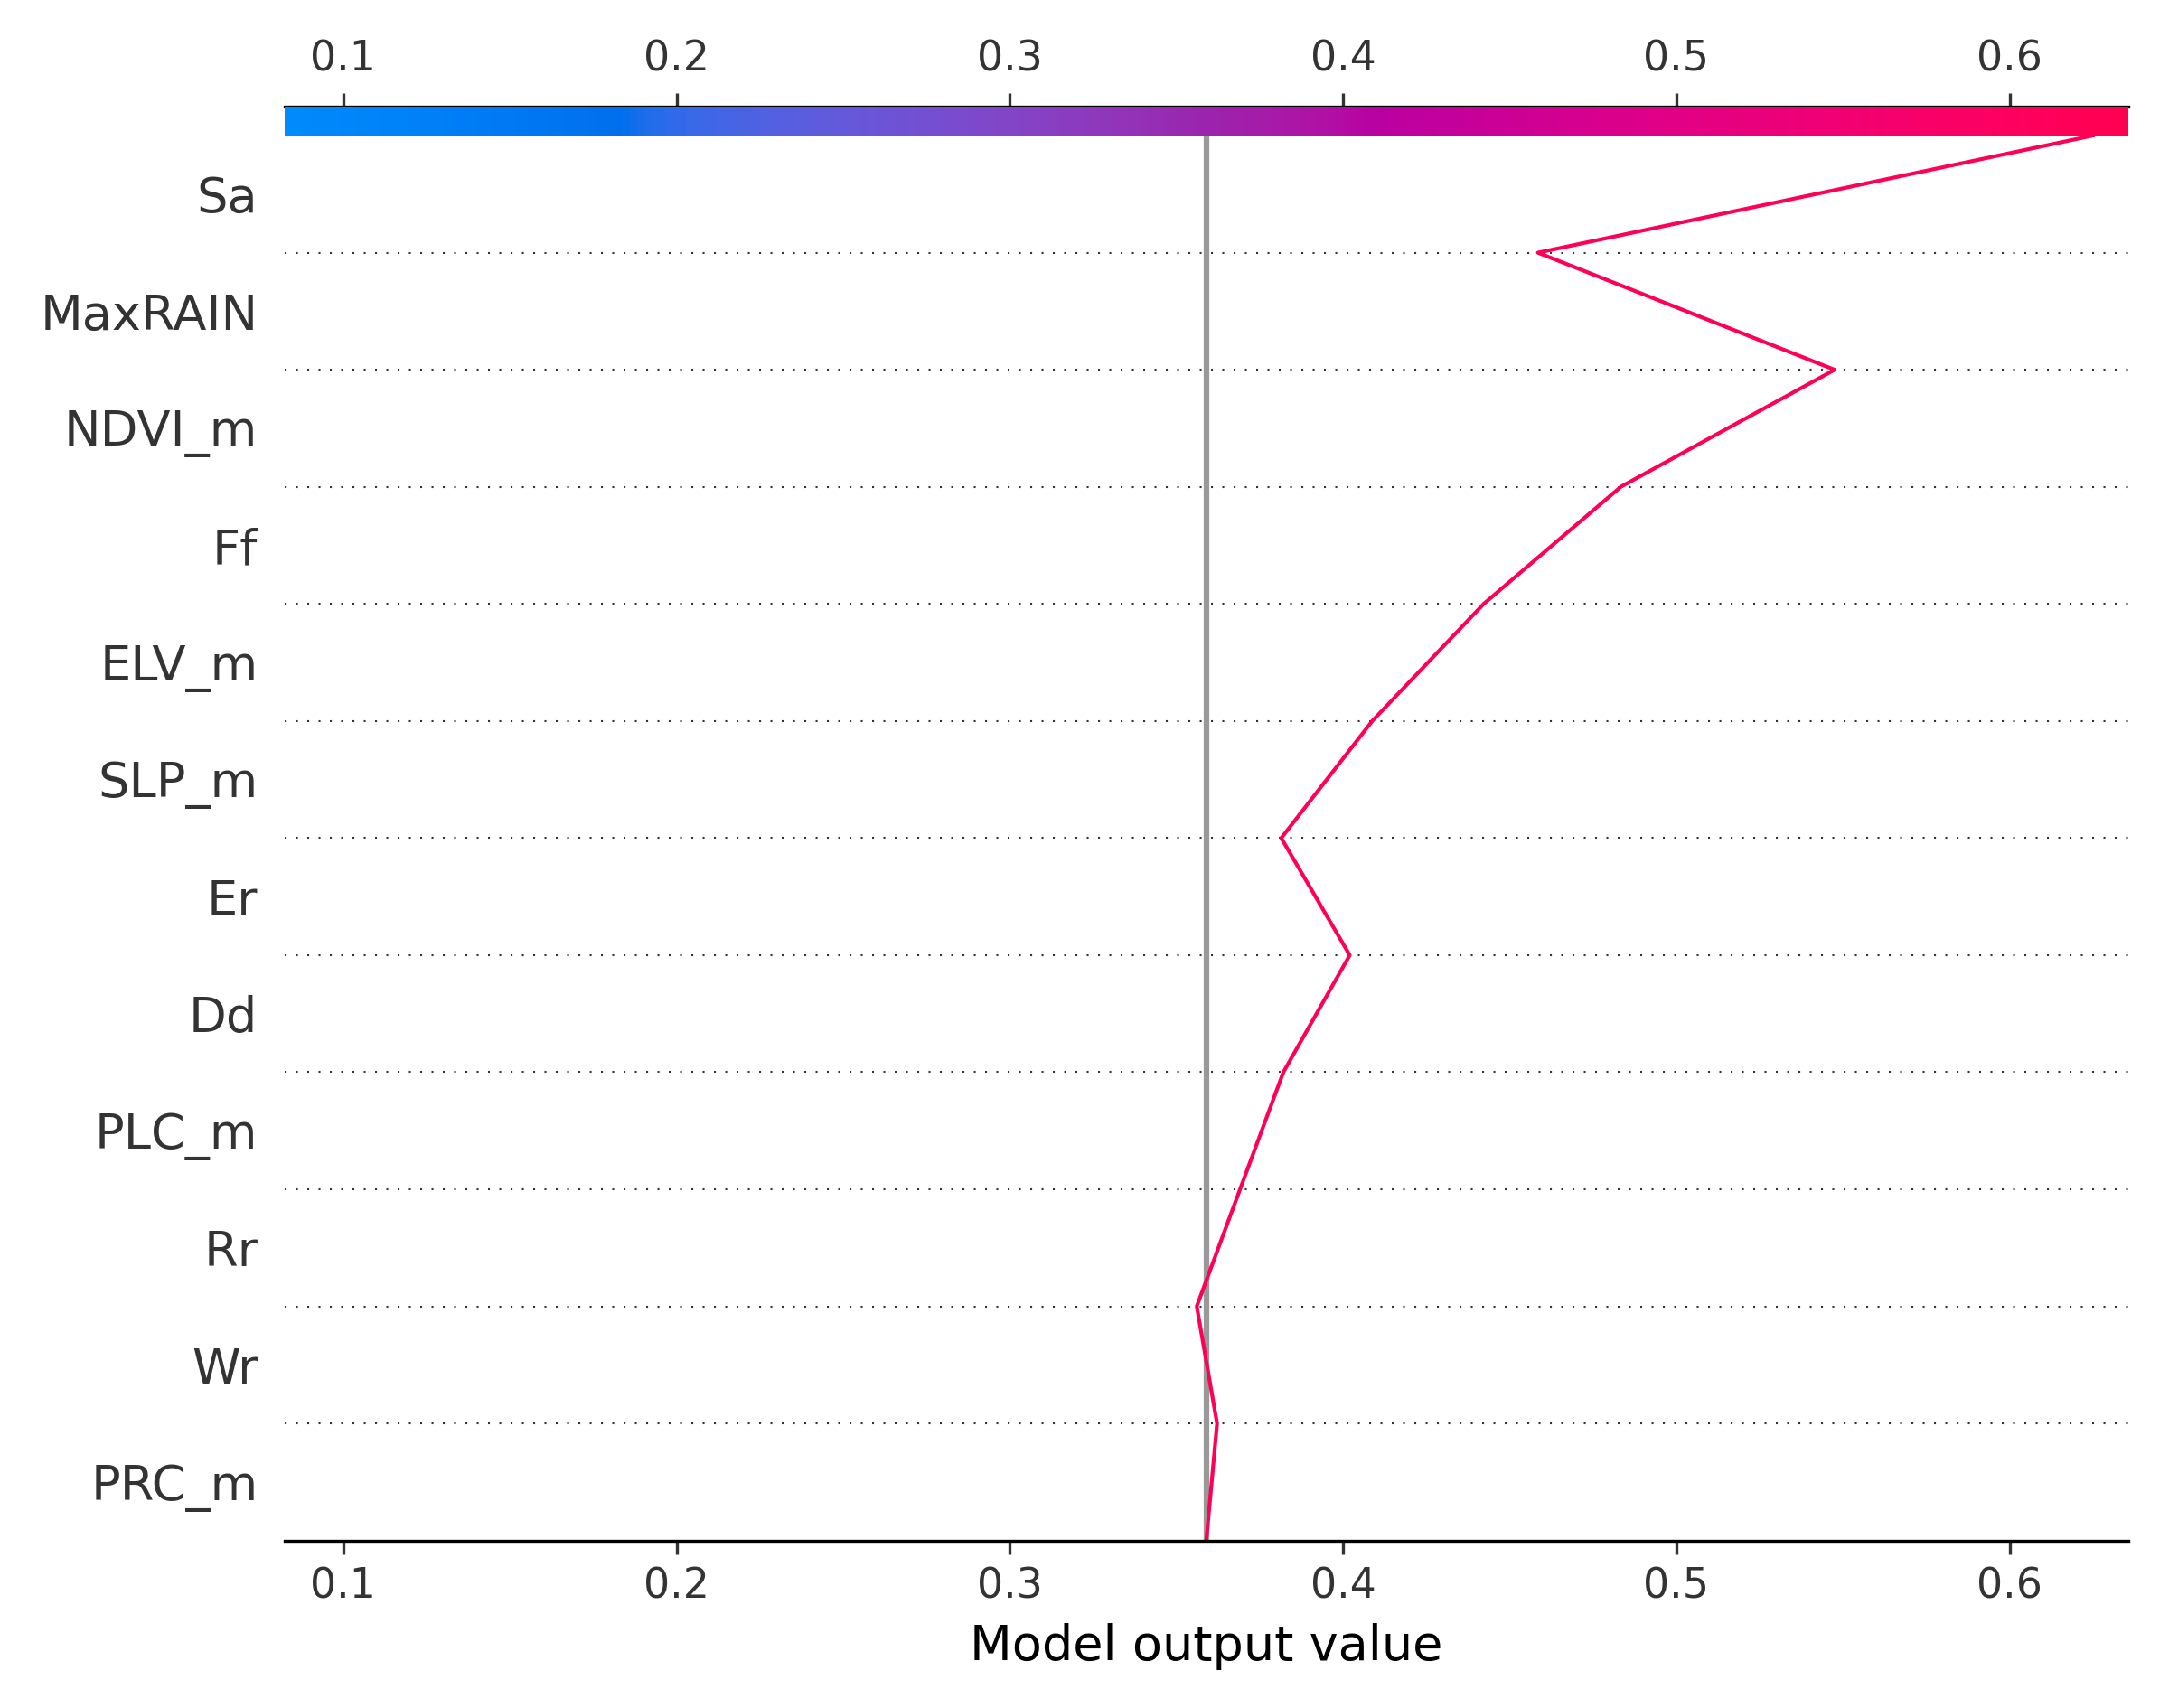 0.1 0.2 0.3 0.4 0.5 0.6
Sa
MaxRAIN
NDVI_m
Ff
ELV_m
SLP_m
Er
Dd
PLC_m
Rr
Wr
PRC_m
0.1 0.2 0.3 0.4 0.5 0.6
Model output value